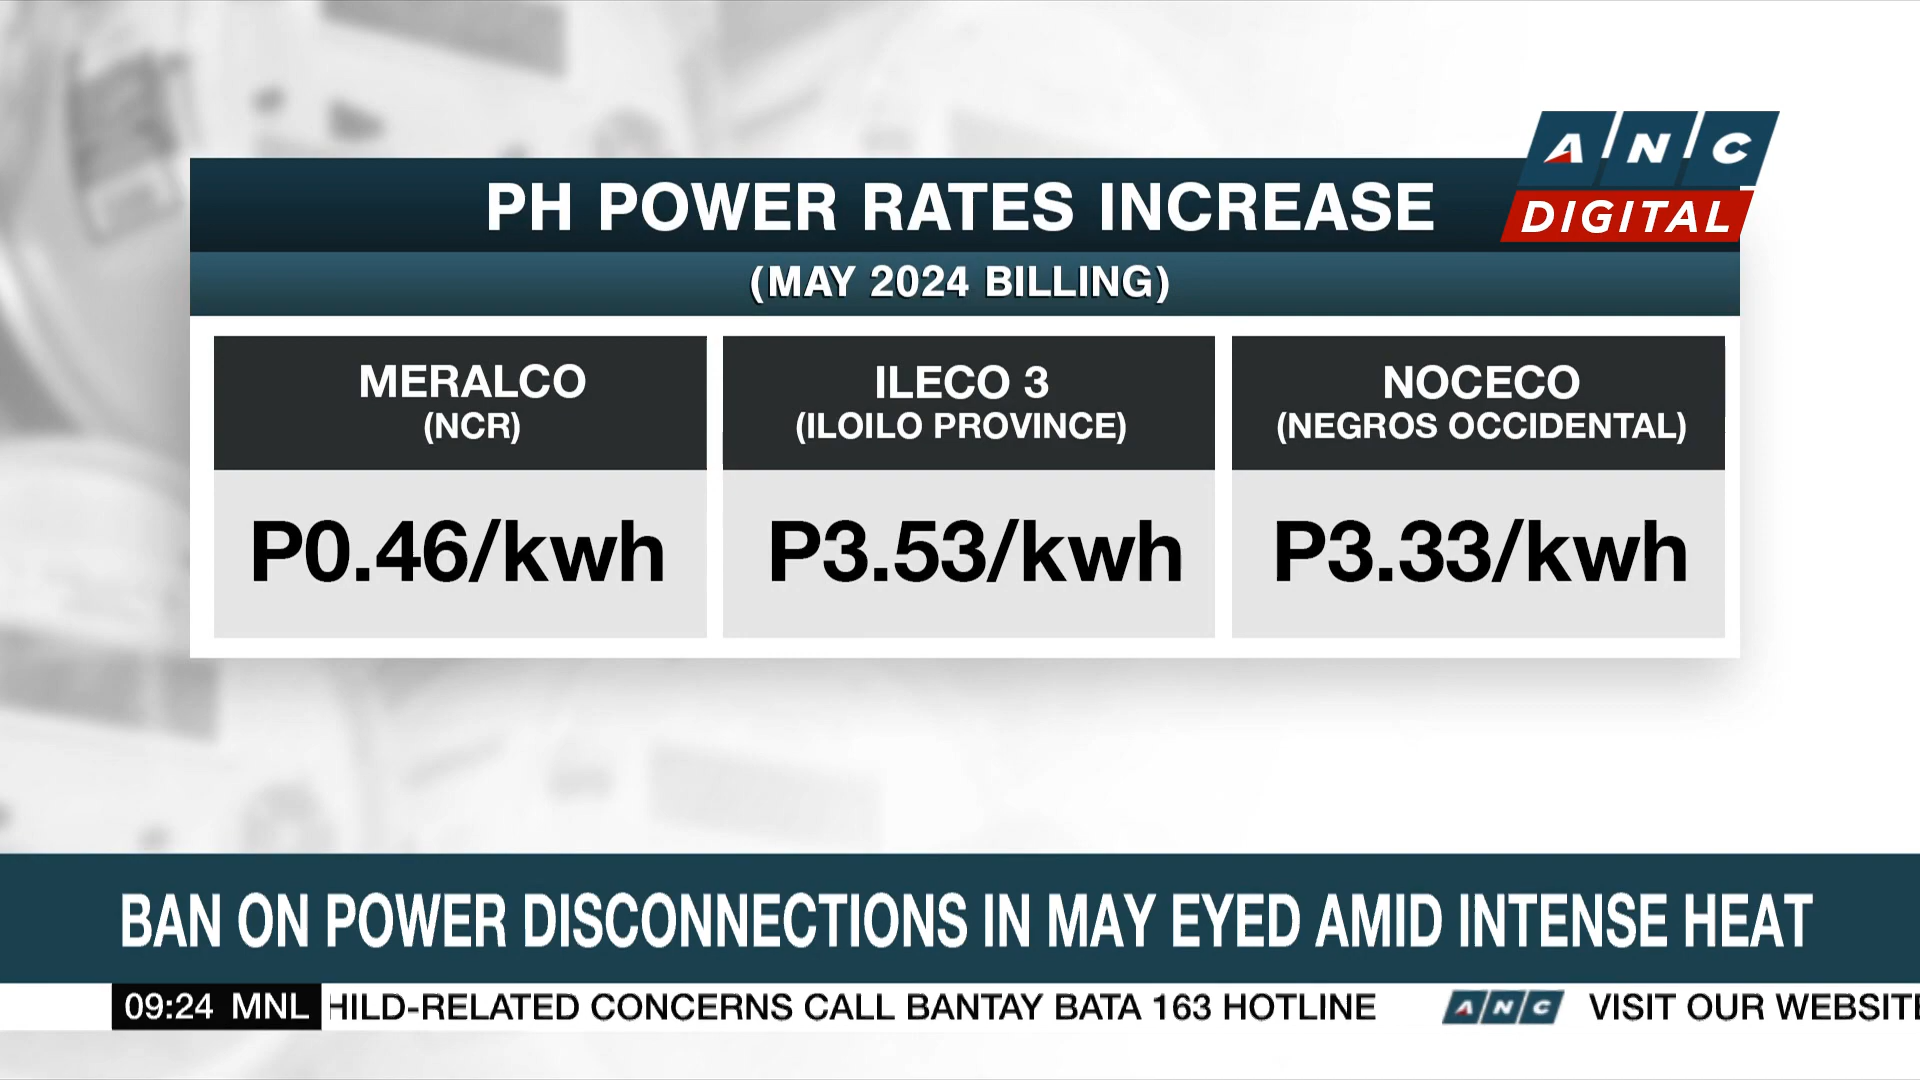 ANC
DIGITAL
PH POWER RATES INCREASE
(MAY 2024 BILLING)
MERALCO
(NCR)
P0.46/kwh
ILECO 3
(ILOILO PROVINCE)
P3.53/kwh
NOCECO
(NEGROS OCCIDENTAL)
P3.33/kwh
BAN ON POWER DISCONNECTIONS IN MAY EYED AMID INTENSE HEAT
09:24 MNL
HILD-RELATED CONCERNS CALL BANTAY BATA 163 HOTLINE ANC VISIT OUR WEBSITE